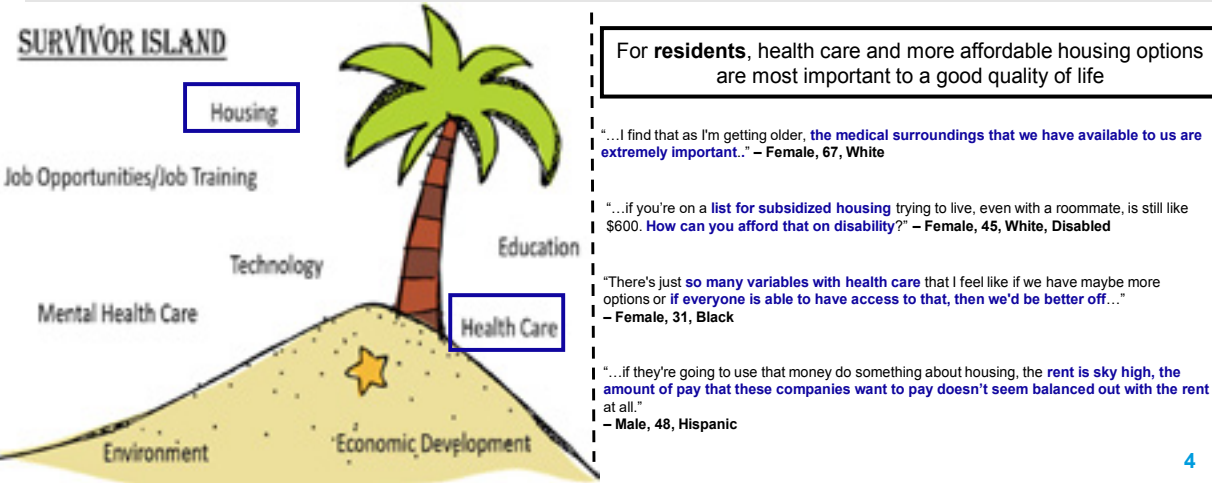 SURVIVOR ISLAND
Housing
Job Opportunities/Job Training
Education
Technology
Mental Health Care
Health Care
Environment
Economic Development
For residents, health care and more affordable housing options
are most important to a good quality of life
“…I find that as I'm getting older, the medical surroundings that we have available to us are
extremely important..” – Female, 67, White
“…if you’re on a list for subsidized housing trying to live, even with a roommate, is still like
$600. How can you afford that on disability?” – Female, 45, White, Disabled
“There's just so many variables with health care that I feel like if we have maybe more
options or if everyone is able to have access to that, then we'd be better off…”
– Female, 31, Black
“…if they're going to use that money do something about housing, the rent is sky high, the
amount of pay that these companies want to pay doesn’t seem balanced out with the rent
at all.”
– Male, 48, Hispanic
4